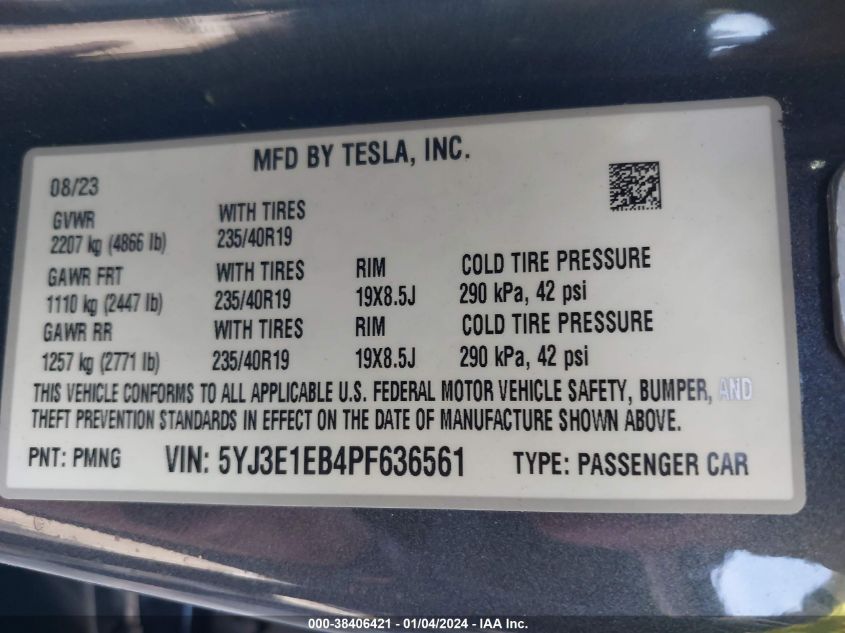 MFD BY TESLA, INC.
08/23
GVWR WITH TIRES
2207 kg (4866 lb) 235/40R19
GAWR FRT WITH TIRES RIM COLD TIRE PRESSURE
1110 kg (2447 lb) 235/40R19 19X8.5J 290 kPa, 42 psi
GAWR RR WITH TIRES RIM COLD TIRE PRESSURE
1257 kg (2771 lb) 235/40R19 19X8.5J 290 kPa, 42 psi
THIS VEHICLE CONFORMS TO ALL APPLICABLE U.S. FEDERAL MOTOR VEHICLE SAFETY, BUMPER, AND
THEFT PREVENTION STANDARDS IN EFFECT ON THE DATE OF MANUFACTURE SHOWN ABOVE.
PNT: PMNG VIN: 5YJ3E1EB4PF636561 TYPE: PASSENGER CAR
000-38406421 - 01/04/2024 - IAA Inc.